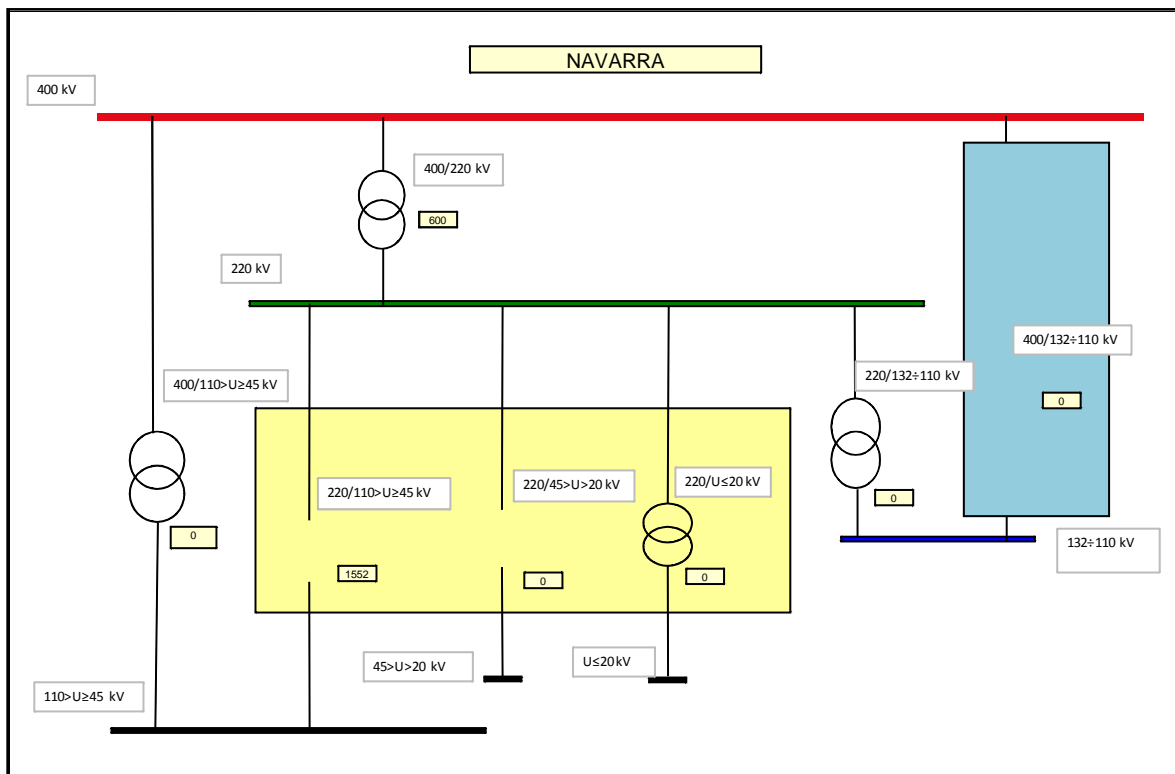 NAVARRA
400 kV
400/220 kV
600
220 kV
400/132÷110 kV
220/132÷110 kV
400/110>U≥45 kV
0
220/110>U≥45 kV
220/45>U>20 kV
220/U≤20 kV
0
0
132÷110 kV
1552
0
0
45>U>20 kV
U≤20 kV
110>U≥45 kV